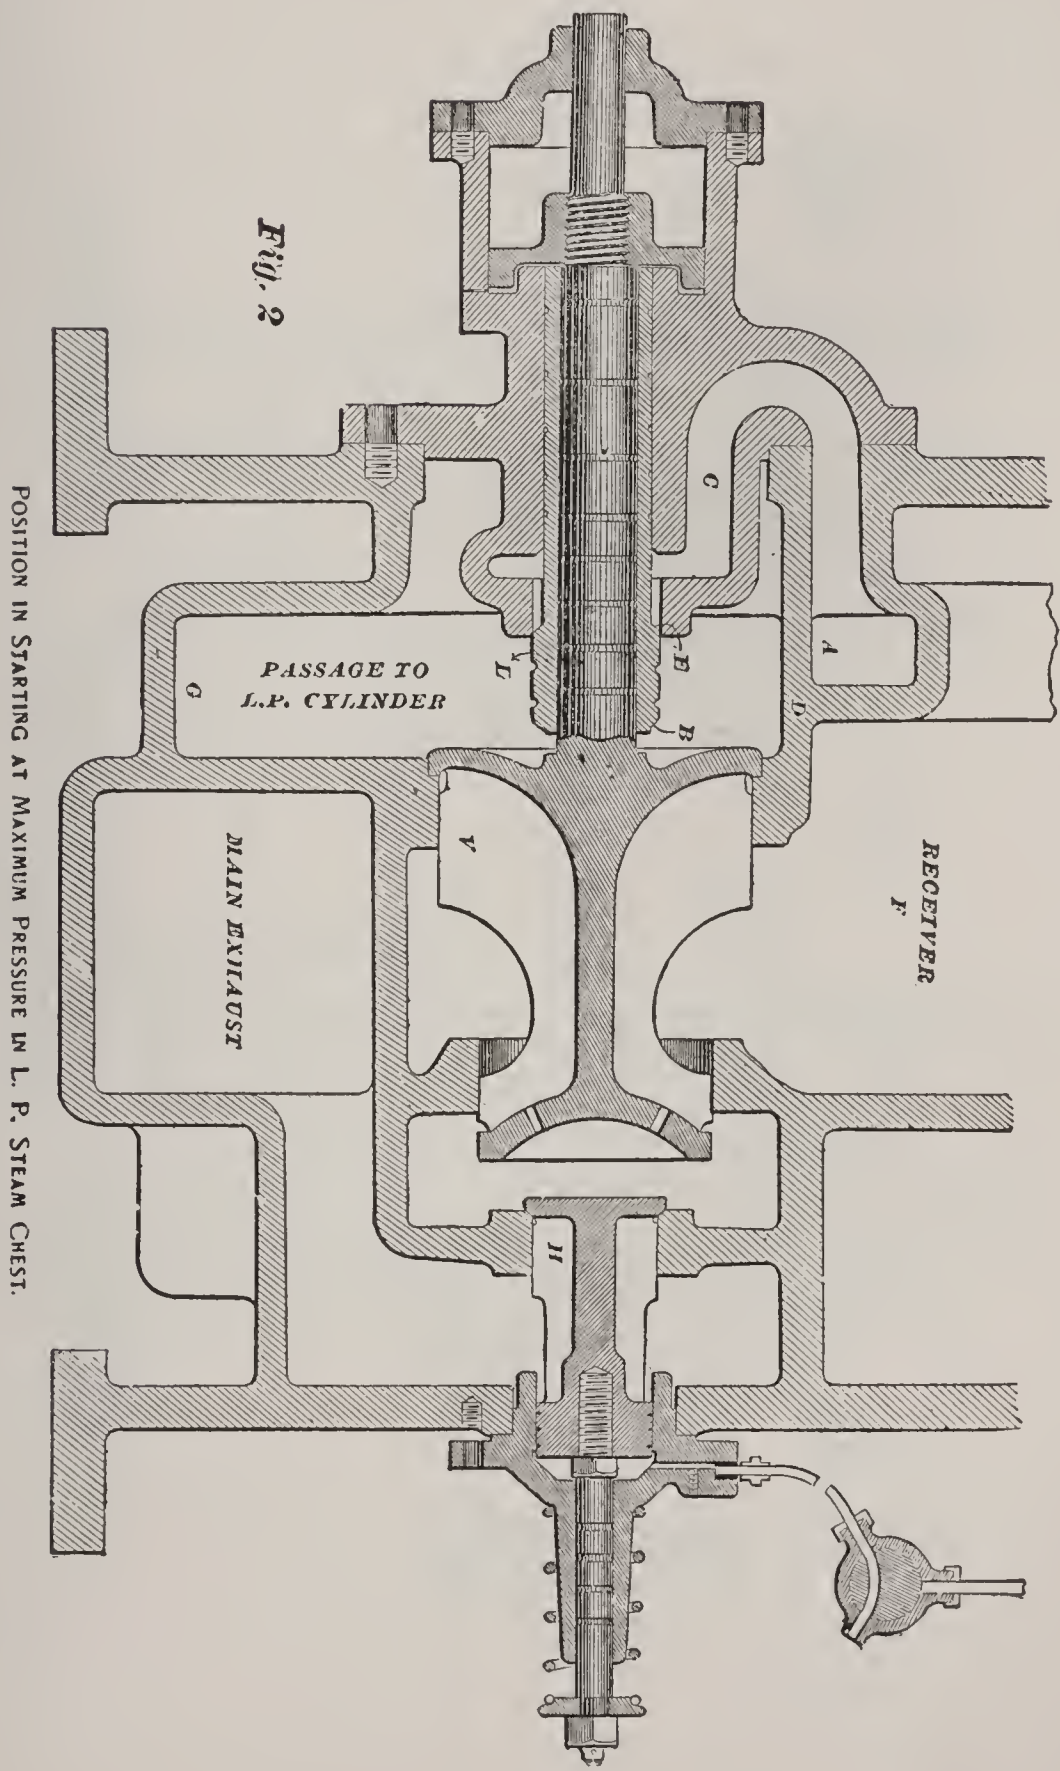 Fig. 2
RECEIVER
F
A
C
D
E
B
L
PASSAGE TO
L.P. CYLINDER
G
V
MAIN EXHAUST
H
POSITION IN STARTING AT MAXIMUM PRESSURE IN L. P. STEAM CHEST.